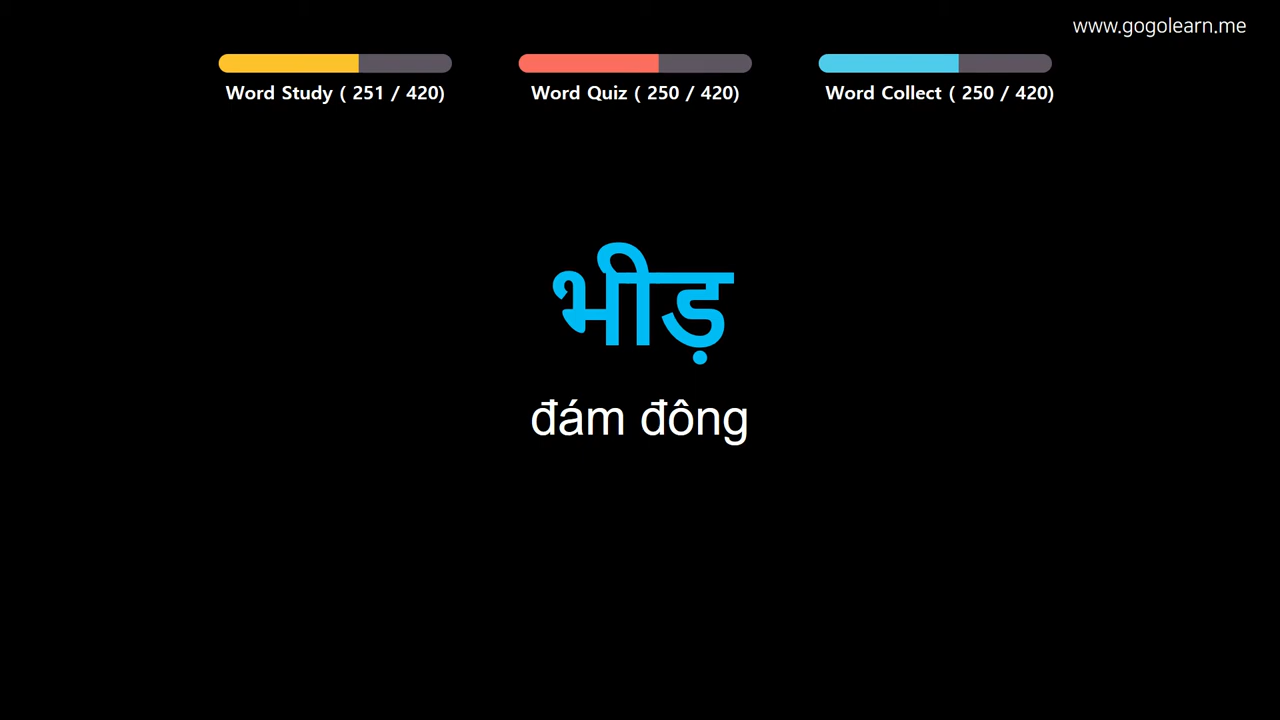 www.gogolearn.me
Word Study ( 251 / 420)
Word Quiz ( 250 / 420)
Word Collect ( 250 / 420)
भीड़
đám đông